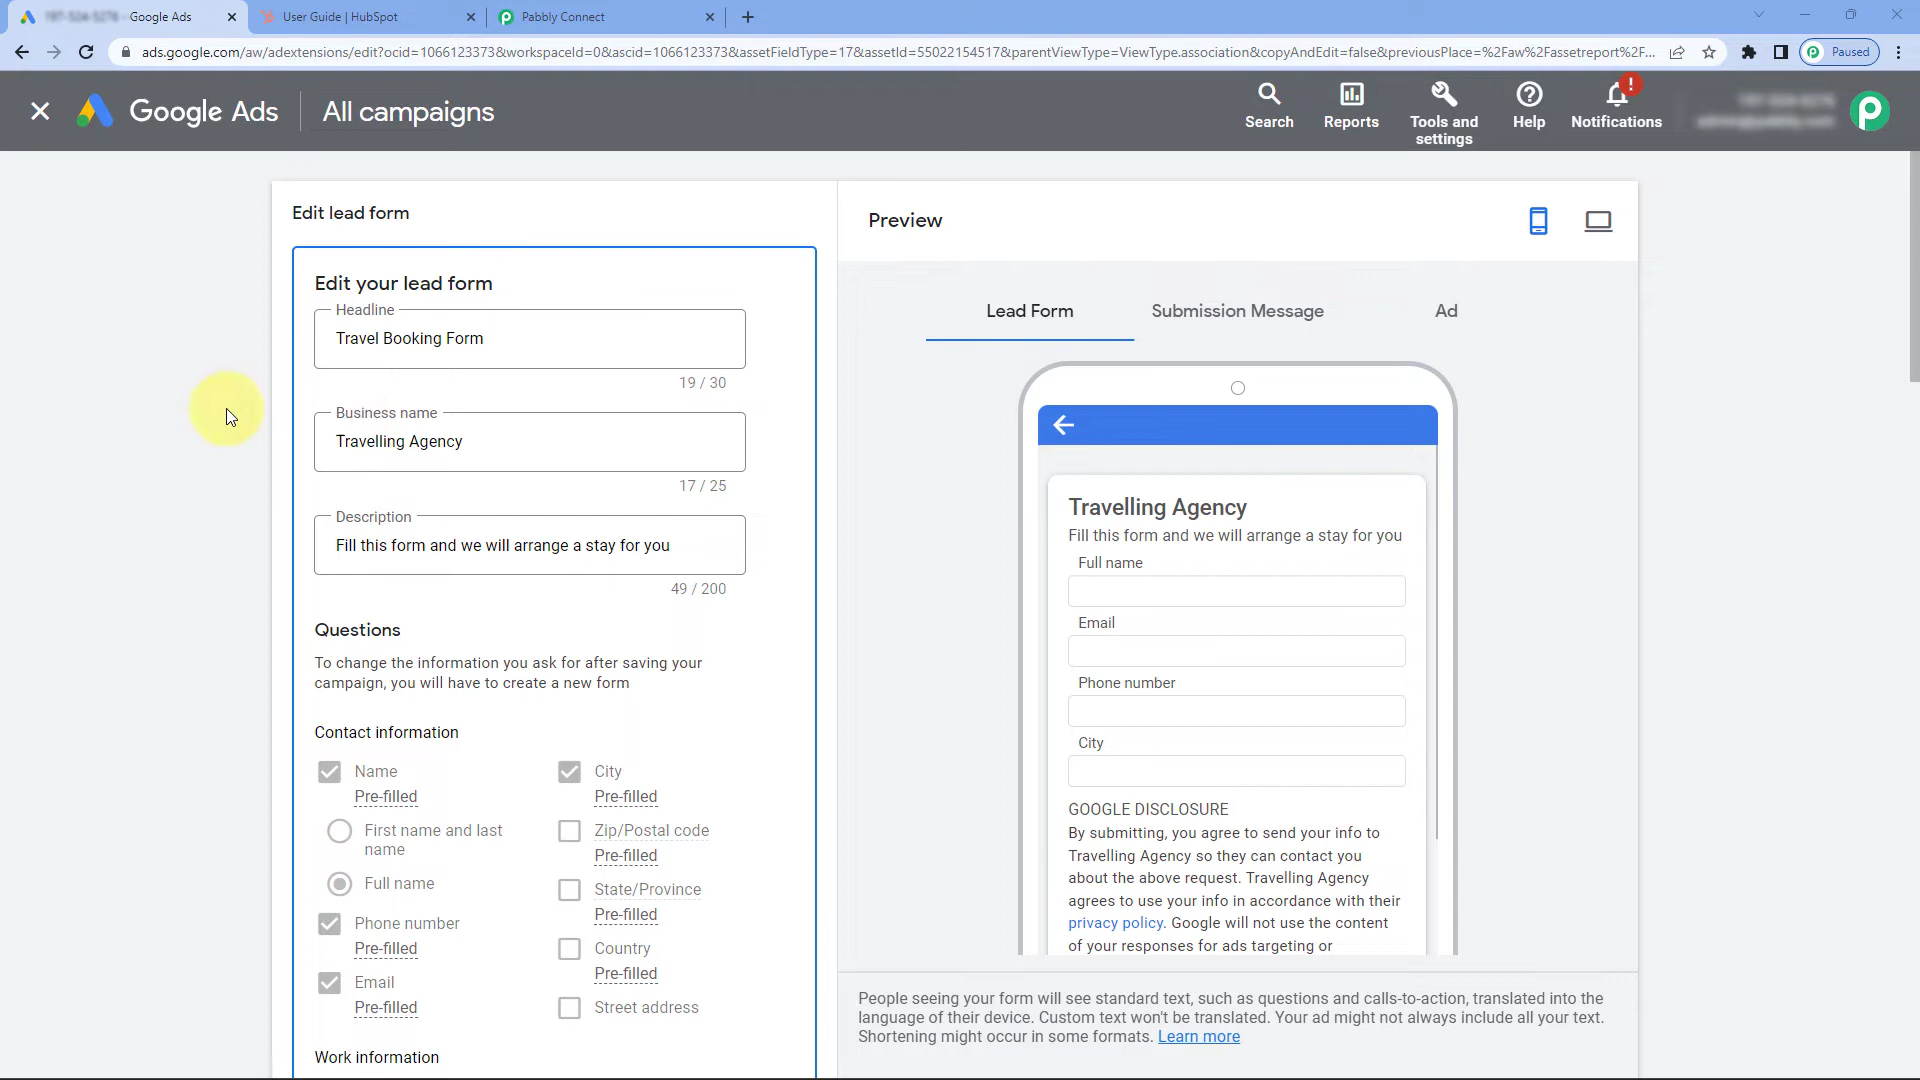 Google Ads
User Guide | HubSpot
Pabbly Connect
ads.google.com/aw/adextensions/edit?ocid=1066123373&workspaceId=0&ascid=1066123373&assetFieldType=17&assetId=55022154517&parentViewType=ViewType.association&copyAndEdit=false&previousPlace=%2Faw%2Fassetreport%2F...
Paused
Google Ads
All campaigns
Search
Reports
Tools and
settings
Help
Notifications
Edit lead form
Edit your lead form
Headline
Travel Booking Form
19 / 30
Business name
Travelling Agency
17 / 25
Description
Fill this form and we will arrange a stay for you
49 / 200
Questions
To change the information you ask for after saving your
campaign, you will have to create a new form
Contact information
Name
Pre-filled
First name and last
name
Full name
Phone number
Pre-filled
Email
Pre-filled
City
Pre-filled
Zip/Postal code
Pre-filled
State/Province
Pre-filled
Country
Pre-filled
Street address
Work information
Preview
Lead Form
Submission Message
Ad
Travelling Agency
Fill this form and we will arrange a stay for you
Full name
Email
Phone number
City
GOOGLE DISCLOSURE
By submitting, you agree to send your info to
Travelling Agency so they can contact you
about the above request. Travelling Agency
agrees to use your info in accordance with their
privacy policy. Google will not use the content
of your responses for ads targeting or
People seeing your form will see standard text, such as questions and calls-to-action, translated into the
language of their device. Custom text won't be translated. Your ad might not always include all your text.
Shortening might occur in some formats. Learn more